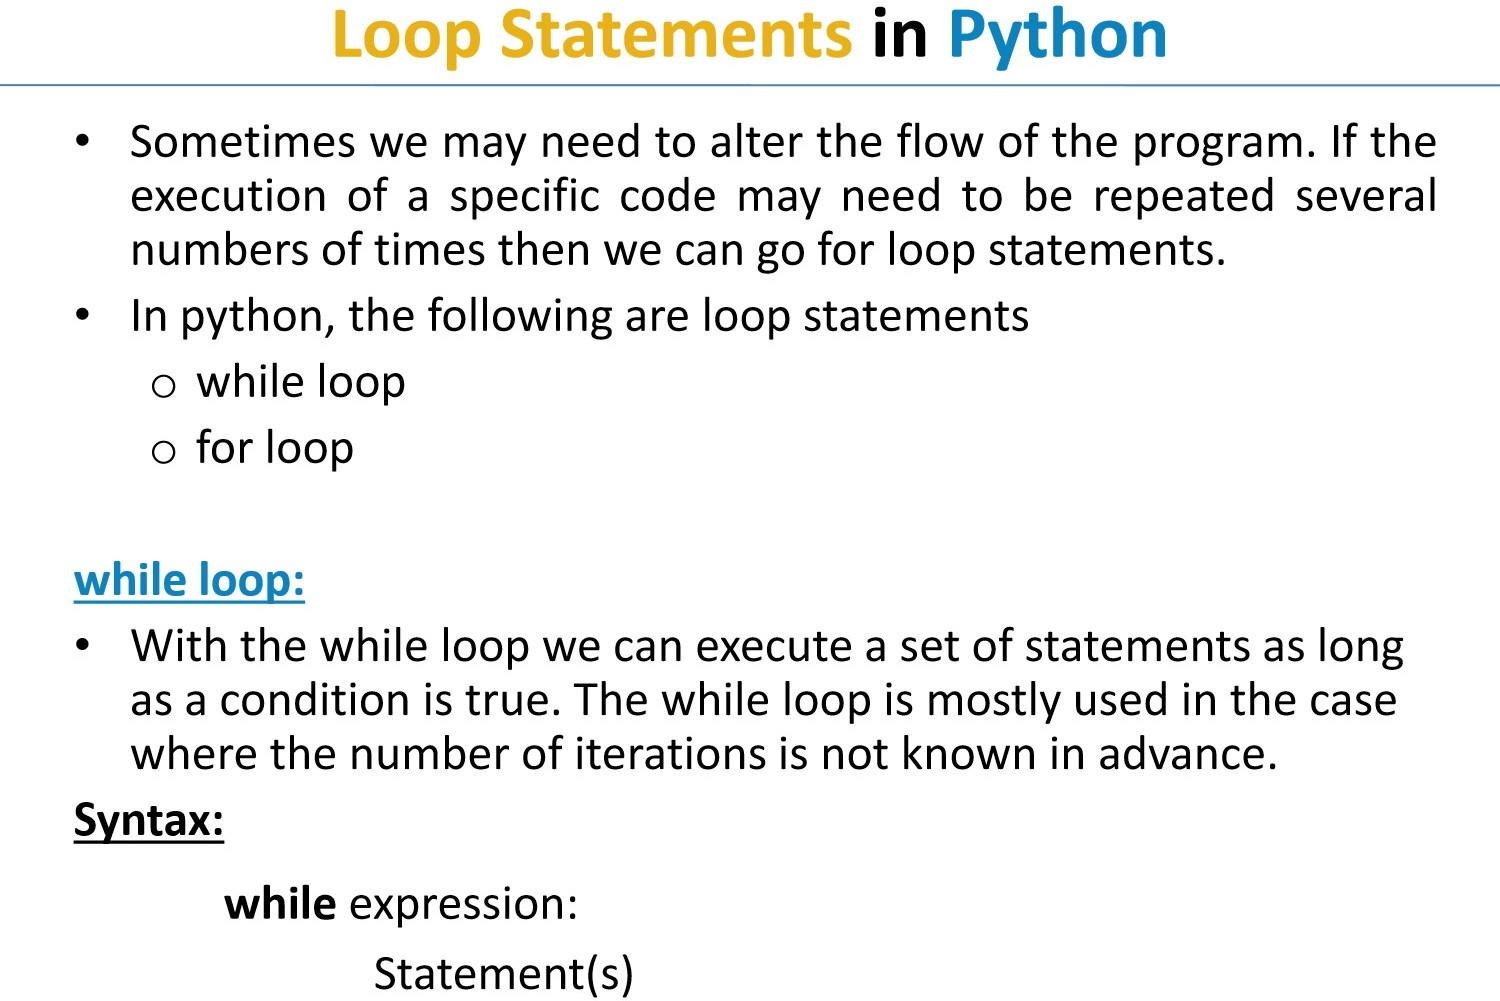 Loop Statements in Python
• Sometimes we may need to alter the flow of the program. If the
execution of a specific code may need to be repeated several
numbers of times then we can go for loop statements.
• In python, the following are loop statements
o while loop
o for loop
while loop:
• With the while loop we can execute a set of statements as long
as a condition is true. The while loop is mostly used in the case
where the number of iterations is not known in advance.
Syntax:
while expression:
Statement(s)